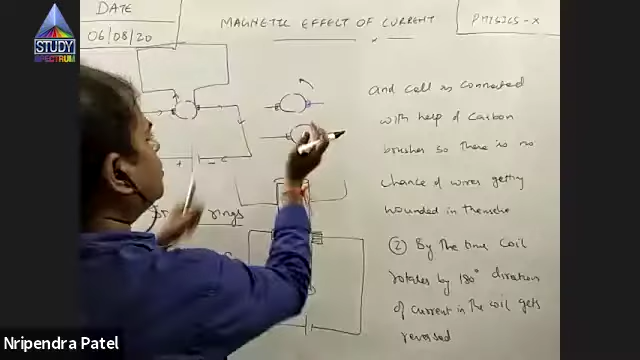 DATE
06/08/20
MAGNETIC EFFECT OF CURRENT
PHYSICS - X
STUDY
SPECTRUM
and cell is connected
with help of carbon
brushes so there is no
chance of wires getting
wounded in
rings
② By the time coil
rotates by 180° direction
of current in the coil gets
reversed
Nripendra Patel